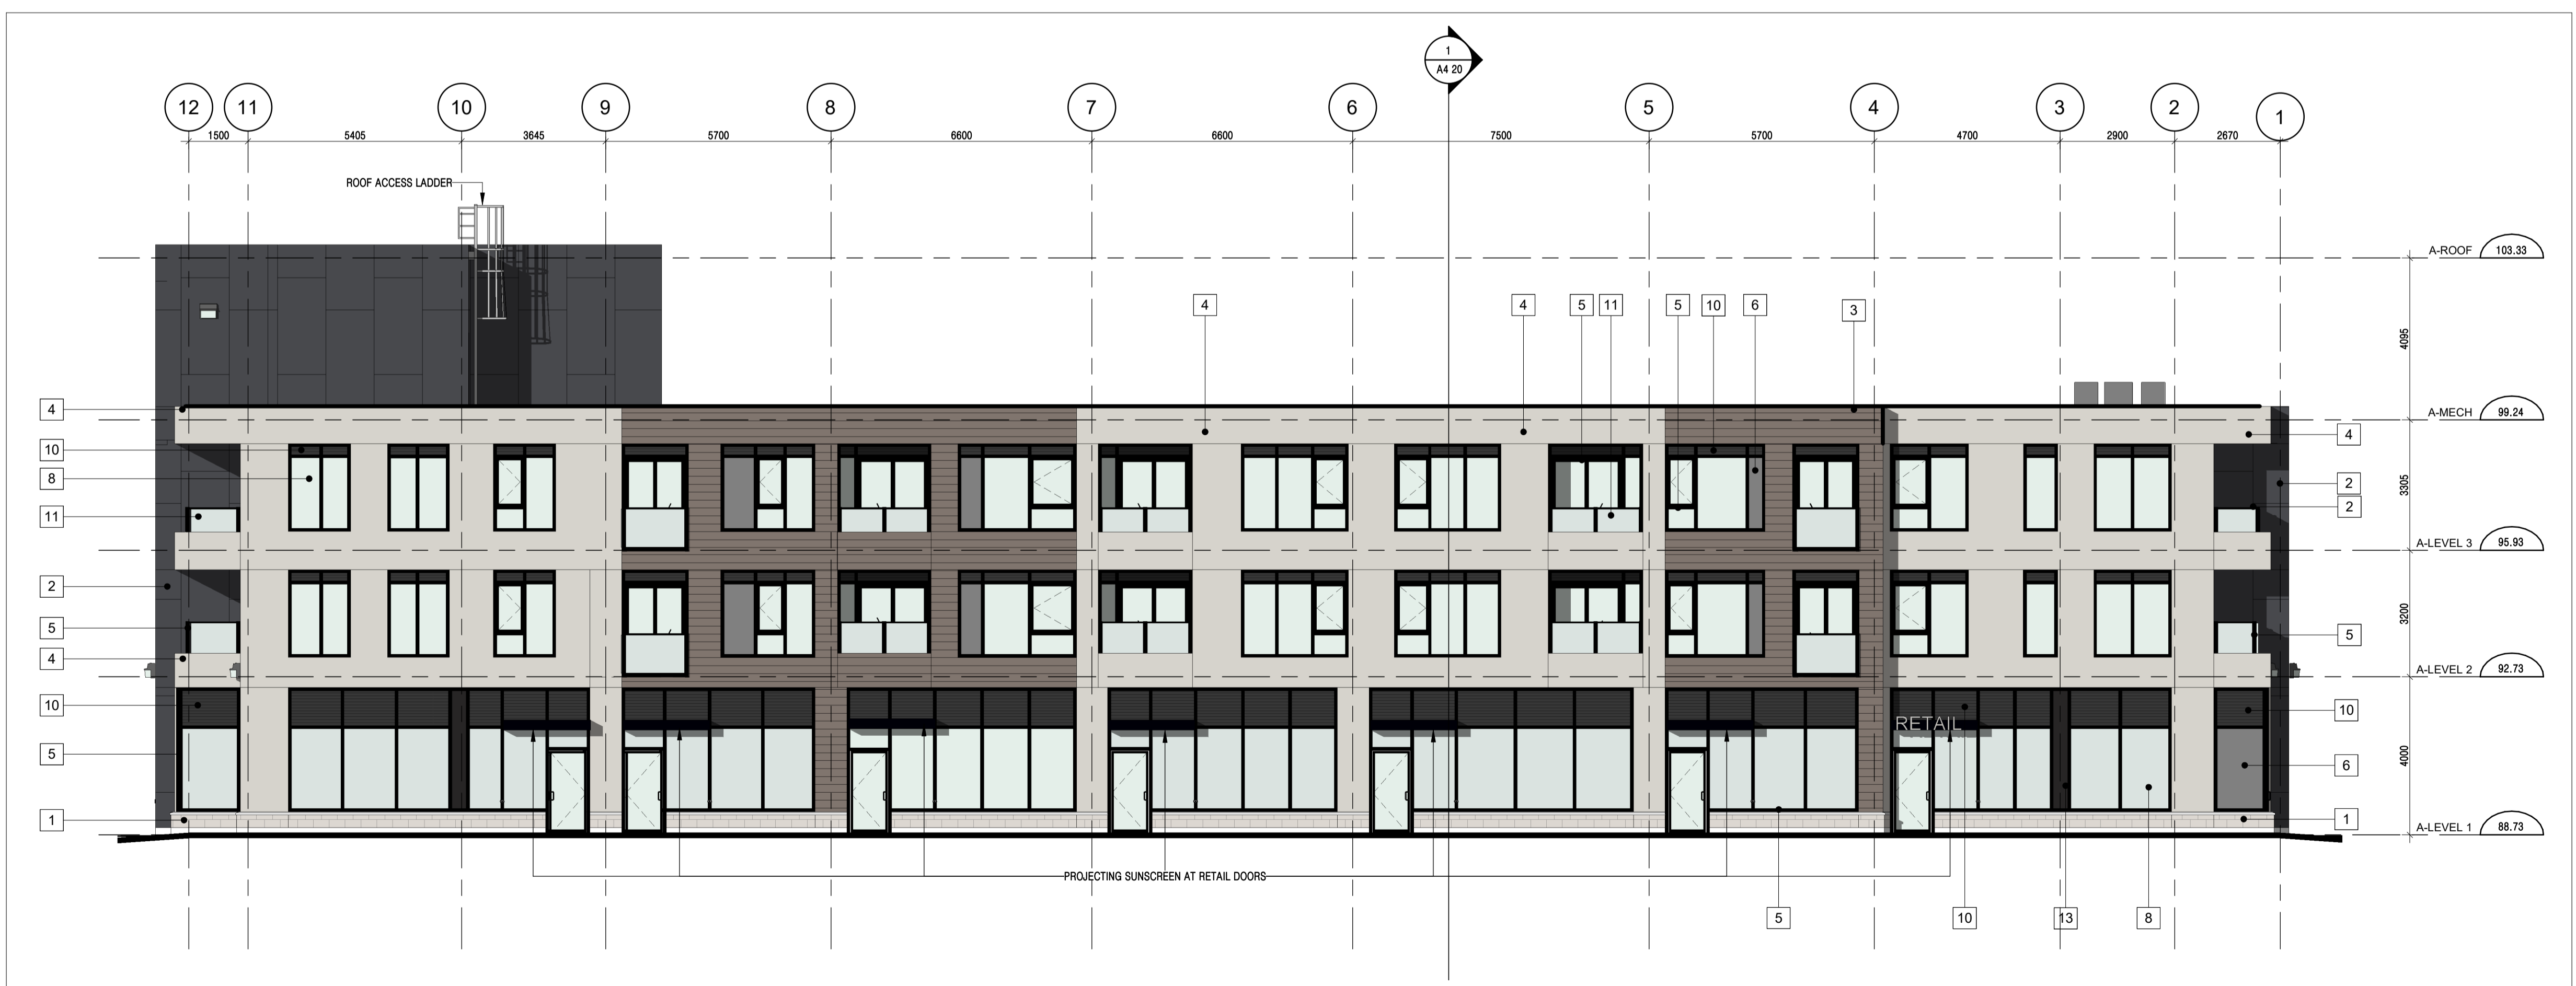 1
A4 20
12 11 10 9 8 7 6 5 4 3 2 1
1500 5405 3645 5700 6600 6600 7500 5700 4700 2900 2670
ROOF ACCESS LADDER
A-ROOF 103.33
4 4 5 11 5 10 6 3
4095
4
A-MECH 99.24
4
10
8
2
3305
2
11
A-LEVEL 3 95.93
2
3200
5
5
4
A-LEVEL 2 92.73
10
10
RETAIL
5
4000
6
1
1
A-LEVEL 1 88.73
PROJECTING SUNSCREEN AT RETAIL DOORS
5 10 13 8